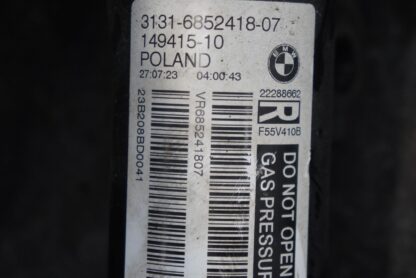 3131-6852418-07
149415-10
POLAND
27:07:23 04:00:43
BMW
22288662
R
F55V410B
23B208BD0041
VR685241807
DO NOT OPEN
GAS PRESSURE